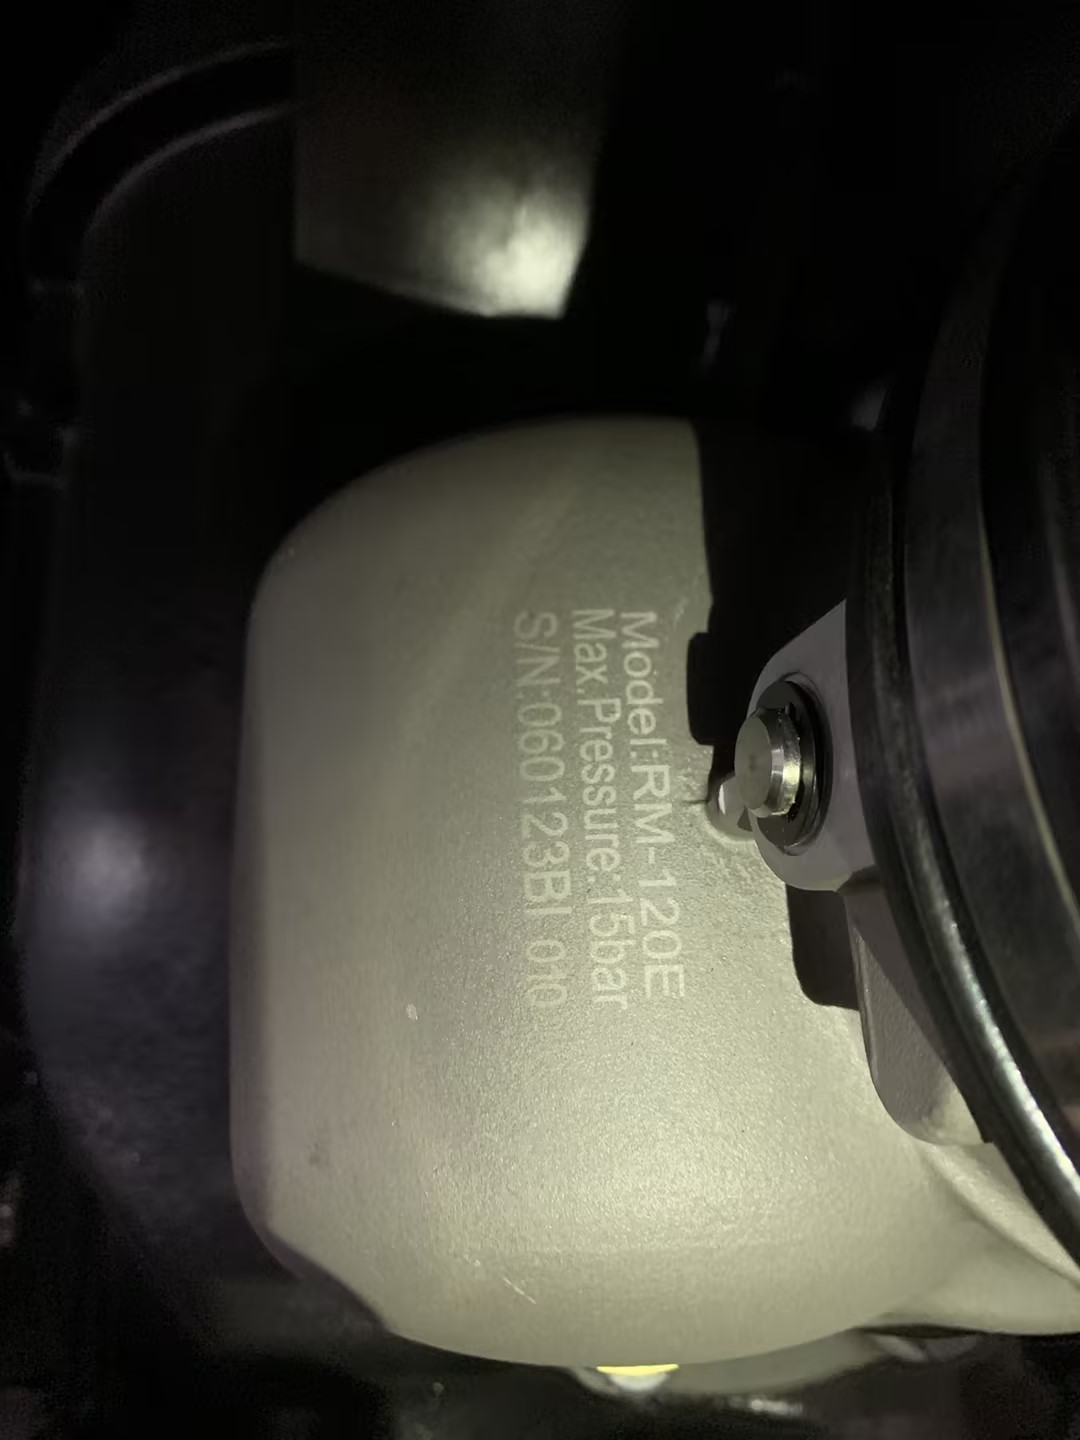 Model:RM-120E
Max.Pressure:15bar
S/N:060123BI 010